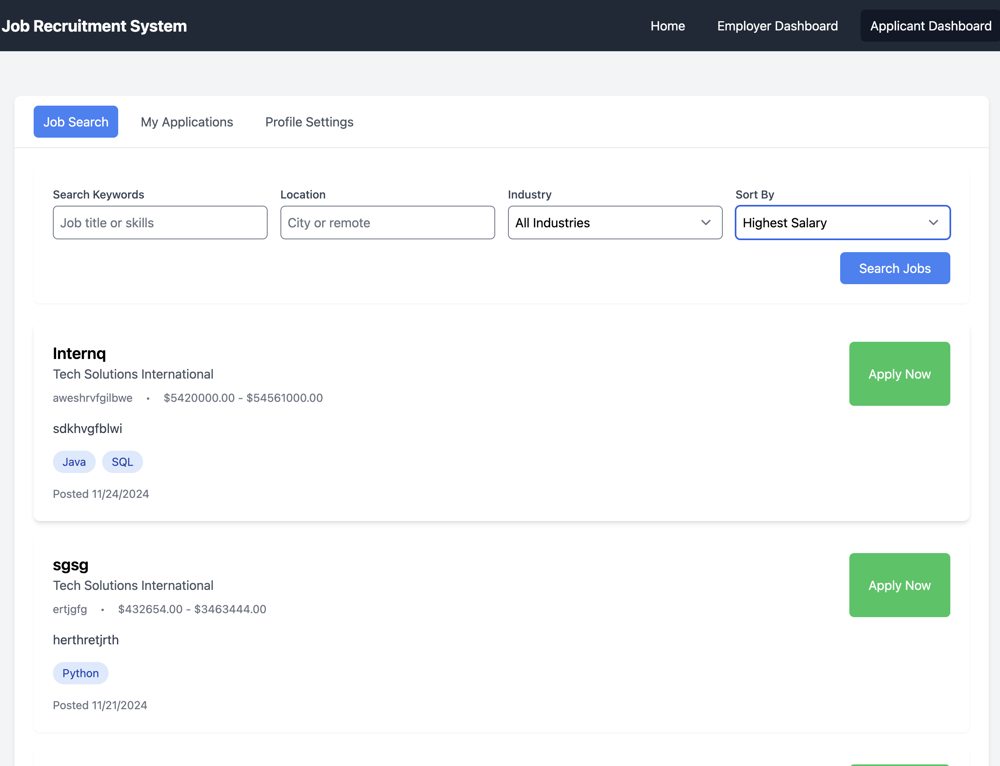 Job Recruitment System Home Employer Dashboard Applicant Dashboard
Job Search My Applications Profile Settings
Search Keywords Location Industry Sort By
Job title or skills City or remote All Industries Highest Salary
Search Jobs
Internq
Apply Now
Tech Solutions International
aweshrvfgilbwe • $5420000.00 - $54561000.00
sdkhvgfblwi
Java SQL
Posted 11/24/2024
sgsg
Apply Now
Tech Solutions International
ertjgfg • $432654.00 - $3463444.00
herthretjrth
Python
Posted 11/21/2024